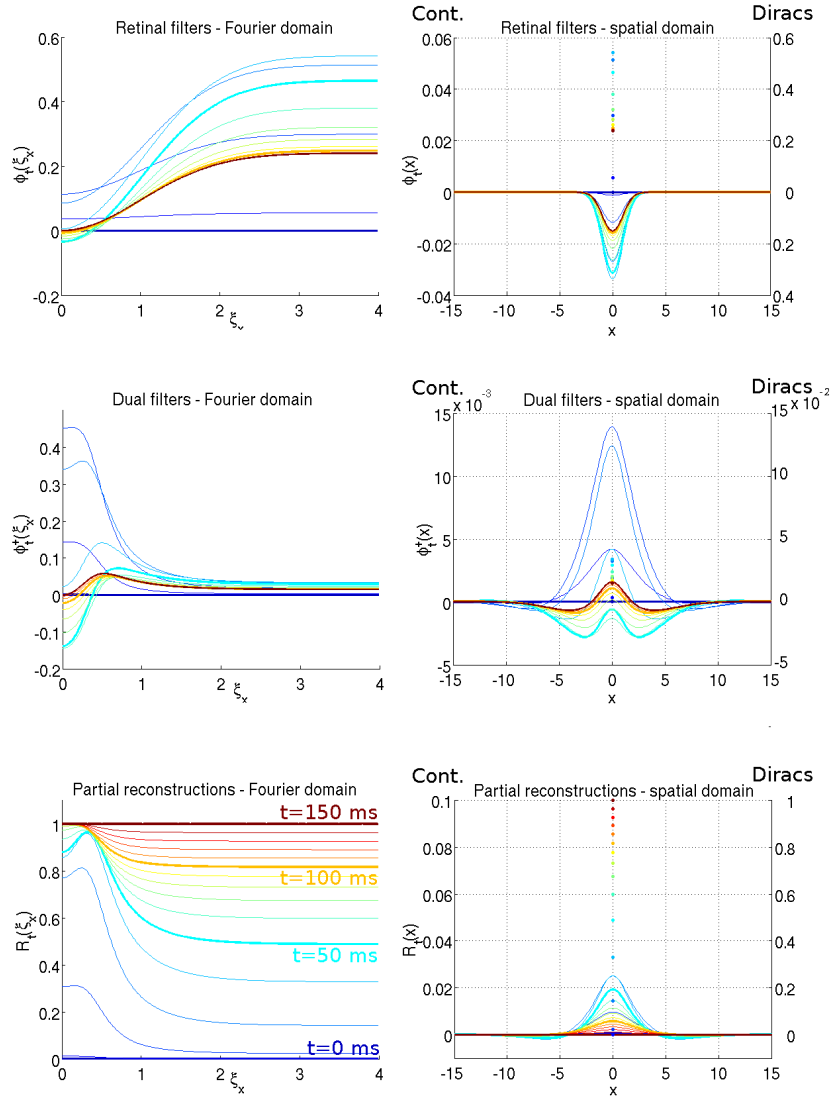 Cont. Diracs
Retinal filters - Fourier domain Retinal filters - spatial domain
0.6 0.06 0.6
0.4 0.04 0.4
0.2 0.02 0.2
0 0 0
-0.2 -0.02 0.2
-0.04 0.4
ϕt(ξx) ϕt(x)
0 1 2 3 4 -15 -10 -5 0 5 10 15
ξx x
Cont. Diracs
Dual filters - Fourier domain Dual filters - spatial domain
x 10 -3 x 10 -2
0.4 15 15
0.3 10 10
0.2 5 5
0.1 0 0
0 -5 -5
-0.1
-0.2
ϕt+(ξx) ϕt+(x)
0 1 2 3 4 -15 -10 -5 0 5 10 15
ξx x
Cont. Diracs
Partial reconstructions - Fourier domain Partial reconstructions - spatial domain
1 0.1 1
0.8 0.08 0.8
0.6 0.06 0.6
0.4 0.04 0.4
0.2 0.02 0.2
0 0 0
Rt(ξx) Rt(x)
t=150 ms
t=100 ms
t=50 ms
t=0 ms
0 1 2 3 4 -15 -10 -5 0 5 10 15
ξx x